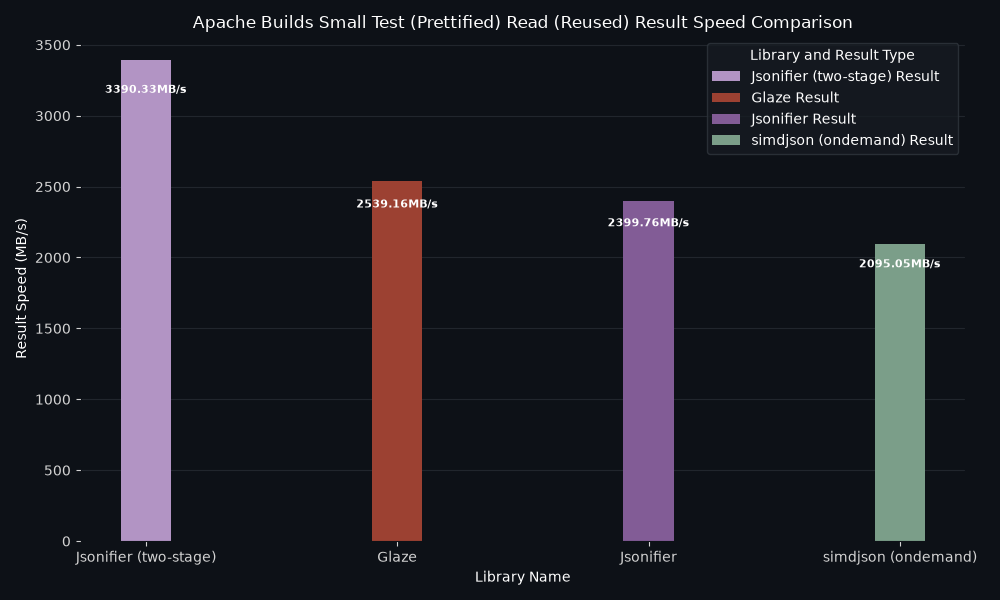 Apache Builds Small Test (Prettified) Read (Reused) Result Speed Comparison
Library and Result Type
Jsonifier (two-stage) Result
Glaze Result
Jsonifier Result
simdjson (ondemand) Result
Result Speed (MB/s)
3500
3000
2500
2000
1500
1000
500
0
3390.33MB/s
2539.16MB/s
2399.76MB/s
2095.05MB/s
Jsonifier (two-stage)
Glaze
Jsonifier
simdjson (ondemand)
Library Name